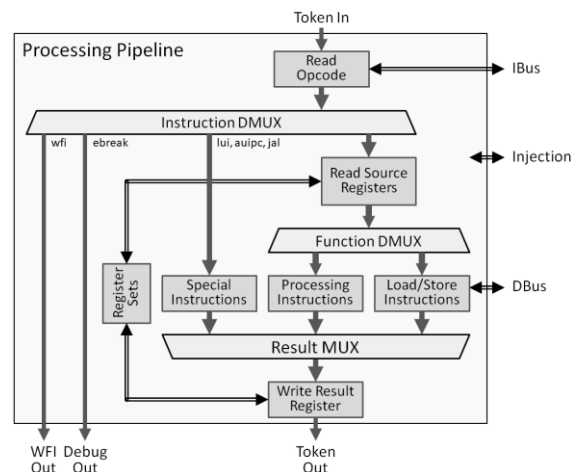 Token In
Processing Pipeline
Read
Opcode
IBus
Instruction DMUX
wfi
ebreak
lui, auipc, jal
Injection
Read Source
Registers
Function DMUX
Register
Sets
Special
Instructions
Processing
Instructions
Load/Store
Instructions
DBus
Result MUX
Write Result
Register
WFI
Out
Debug
Out
Token
Out